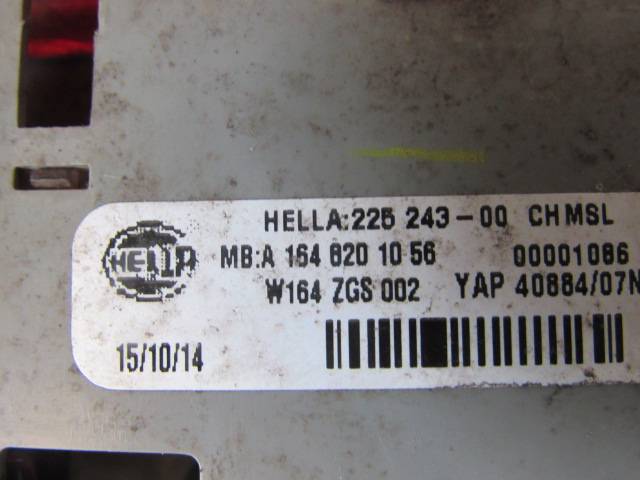 HELLA:225 243-00 CHMSL
HELLA
MB:A 164 820 10 56 00001086
W164 ZGS 002 YAP 40884/07N
15/10/14